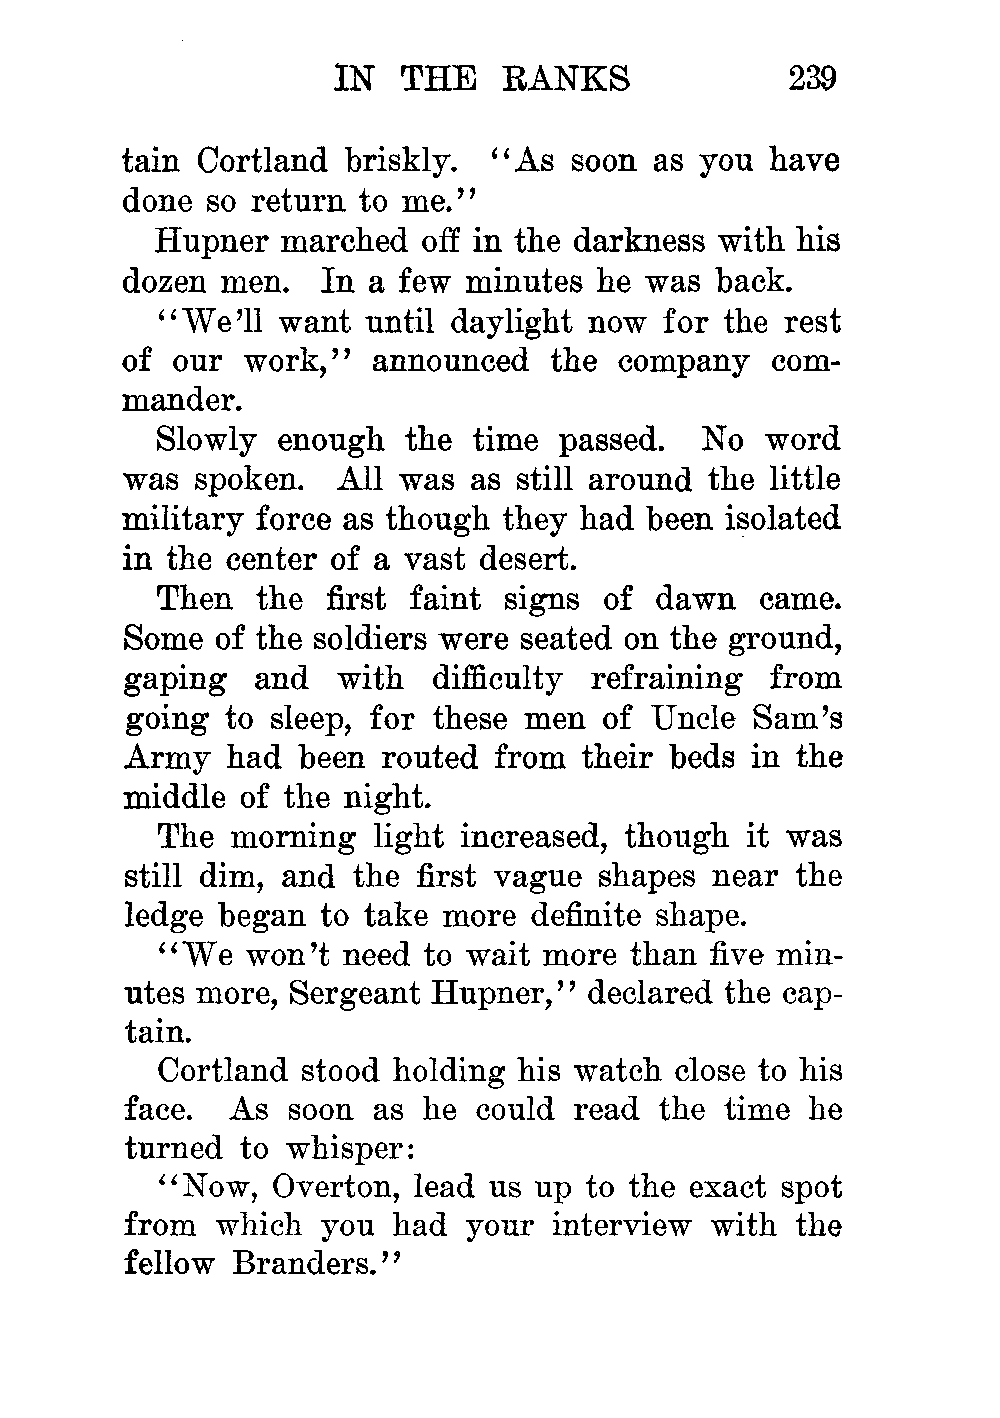 IN THE RANKS 239
tain Cortland briskly. "As soon as you have
done so return to me."
Hupner marched off in the darkness with his
dozen men. In a few minutes he was back.
"We'll want until daylight now for the rest
of our work," announced the company com-
mander.
Slowly enough the time passed. No word
was spoken. All was as still around the little
military force as though they had been isolated
in the center of a vast desert.
Then the first faint signs of dawn came.
Some of the soldiers were seated on the ground,
gaping and with difficulty refraining from
going to sleep, for these men of Uncle Sam's
Army had been routed from their beds in the
middle of the night.
The morning light increased, though it was
still dim, and the first vague shapes near the
ledge began to take more definite shape.
"We won't need to wait more than five min-
utes more, Sergeant Hupner," declared the cap-
tain.
Cortland stood holding his watch close to his
face. As soon as he could read the time he
turned to whisper:
"Now, Overton, lead us up to the exact spot
from which you had your interview with the
fellow Branders."